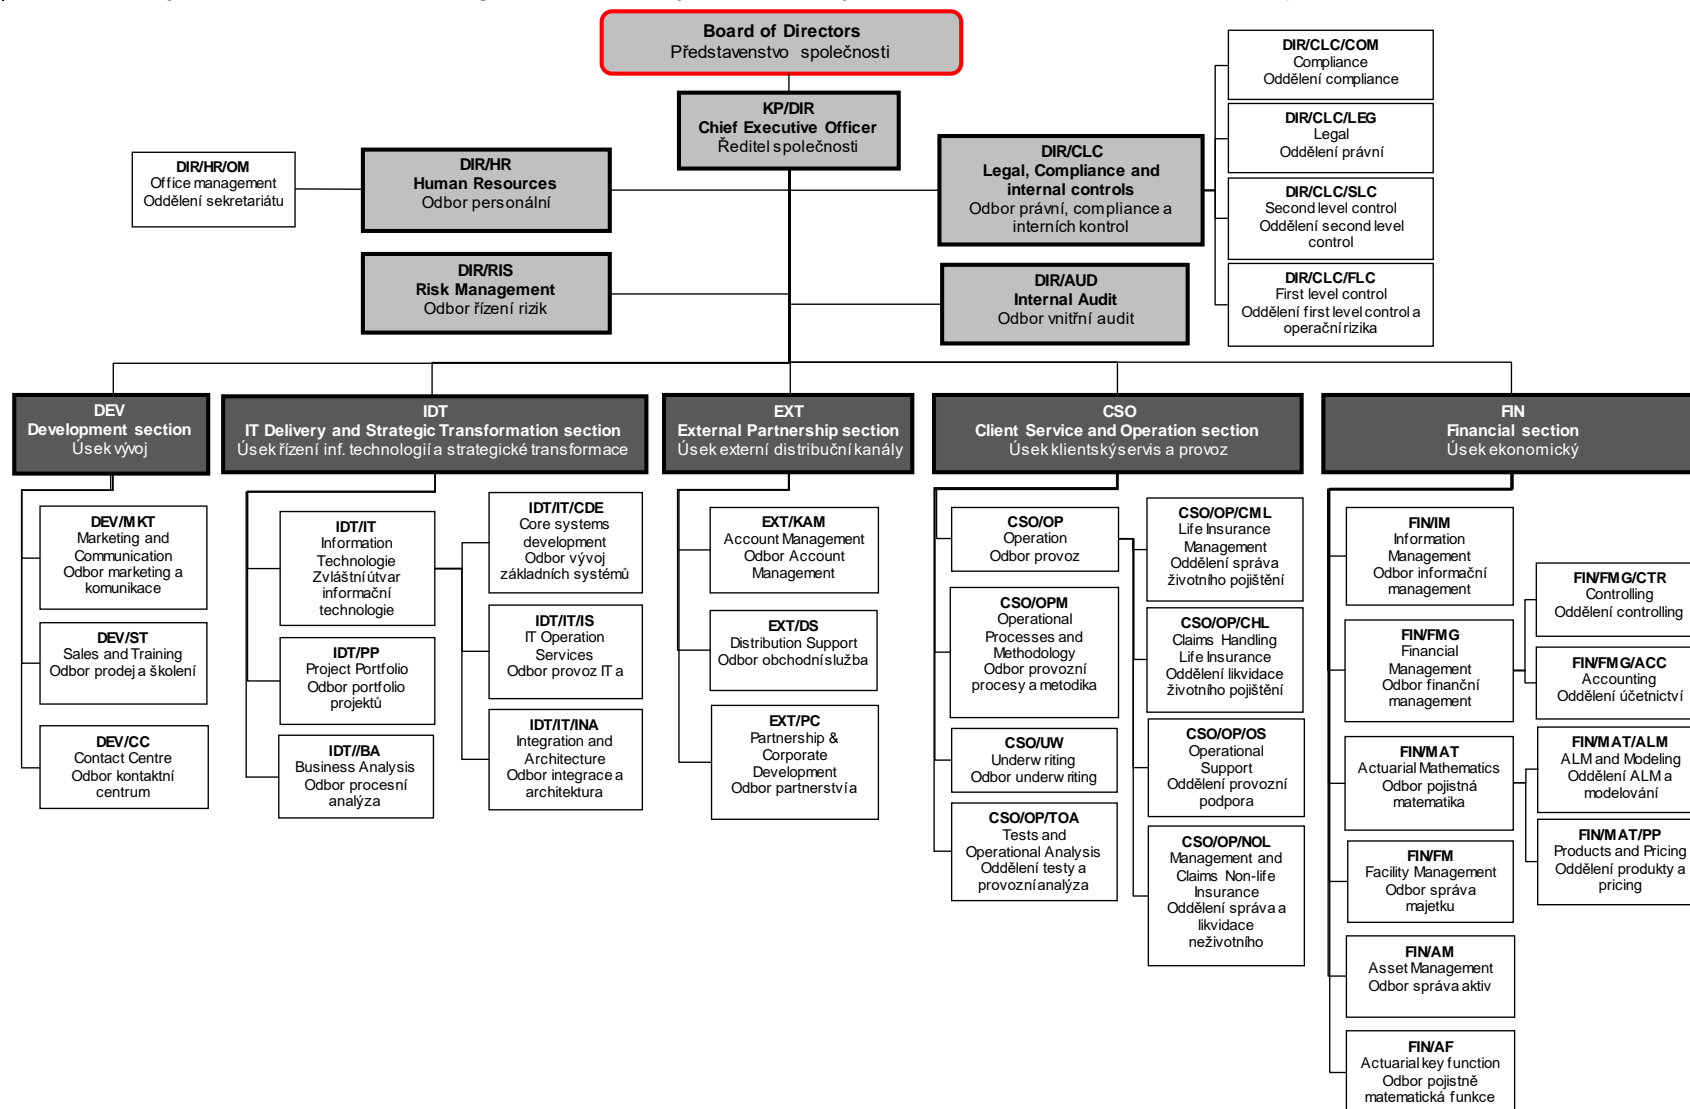 Board of Directors
Představenstvo společnosti
KP/DIR
Chief Executive Officer
Ředitel společnosti
DIR/HR/OM
Office management
Oddělení sekretariátu
DIR/HR
Human Resources
Odbor personální
DIR/CLC
Legal, Compliance and
internal controls
Odbor právní, compliance a
interních kontrol
DIR/CLC/COM
Compliance
Oddělení compliance
DIR/CLC/LEG
Legal
Oddělení právní
DIR/CLC/SLC
Second level control
Oddělení second level
control
DIR/CLC/FLC
First level control
Oddělení first level control a
operační rizika
DIR/RIS
Risk Management
Odbor řízení rizik
DIR/AUD
Internal Audit
Odbor vnitřní audit
DEV
Development section
Úsek vývoj
IDT
IT Delivery and Strategic Transformation section
Úsek řízení inf. technologií a strategické transformace
EXT
External Partnership section
Úsek externí distribuční kanály
CSO
Client Service and Operation section
Úsek klientský servis a provoz
FIN
Financial section
Úsek ekonomický
DEV/MKT
Marketing and
Communication
Odbor marketing a
komunikace
DEV/ST
Sales and Training
Odbor prodej a školení
DEV/CC
Contact Centre
Odbor kontaktní
centrum
IDT/IT
Information
Technologie
Zvláštní útvar
informační
technologie
IDT/PP
Project Portfolio
Odbor portfolio
projektů
IDT//BA
Business Analysis
Odbor procesní
analýza
IDT/IT/CDE
Core systems
development
Odbor vývoj
základních systémů
IDT/IT/IS
IT Operation
Services
Odbor provoz IT a
IDT/IT/INA
Integration and
Architecture
Odbor integrace a
architektura
EXT/KAM
Account Management
Odbor Account
Management
EXT/DS
Distribution Support
Odbor obchodní služba
EXT/PC
Partnership &
Corporate
Development
Odbor partnerství a
CSO/OP
Operation
Odbor provoz
CSO/OPM
Operational
Processes and
Methodology
Odbor provozní
procesy a metodika
CSO/UW
Underwriting
Odbor underwriting
CSO/OP/TOA
Tests and
Operational Analysis
Oddělení testy a
provozní analýza
CSO/OP/CML
Life Insurance
Management
Oddělení správa
životního pojištění
CSO/OP/CHL
Claims Handling
Life Insurance
Oddělení likvidace
životního pojištění
CSO/OP/OS
Operational
Support
Oddělení provozní
podpora
CSO/OP/NOL
Management and
Claims Non-life
Insurance
Oddělení správa a
likvidace
neživotního
FIN/IM
Information
Management
Odbor informační
management
FIN/FMG
Financial
Management
Odbor finanční
management
FIN/MAT
Actuarial Mathematics
Odbor pojistná
matematika
FIN/FM
Facility Management
Odbor správa
majetku
FIN/AM
Asset Management
Odbor správa aktiv
FIN/AF
Actuarial key function
Odbor pojistně
matematická funkce
FIN/FMG/CTR
Controlling
Oddělení controlling
FIN/FMG/ACC
Accounting
Oddělení účetnictví
FIN/MAT/ALM
ALM and Modeling
Oddělení ALM a
modelování
FIN/MAT/PP
Products and Pricing
Oddělení produkty a
pricing